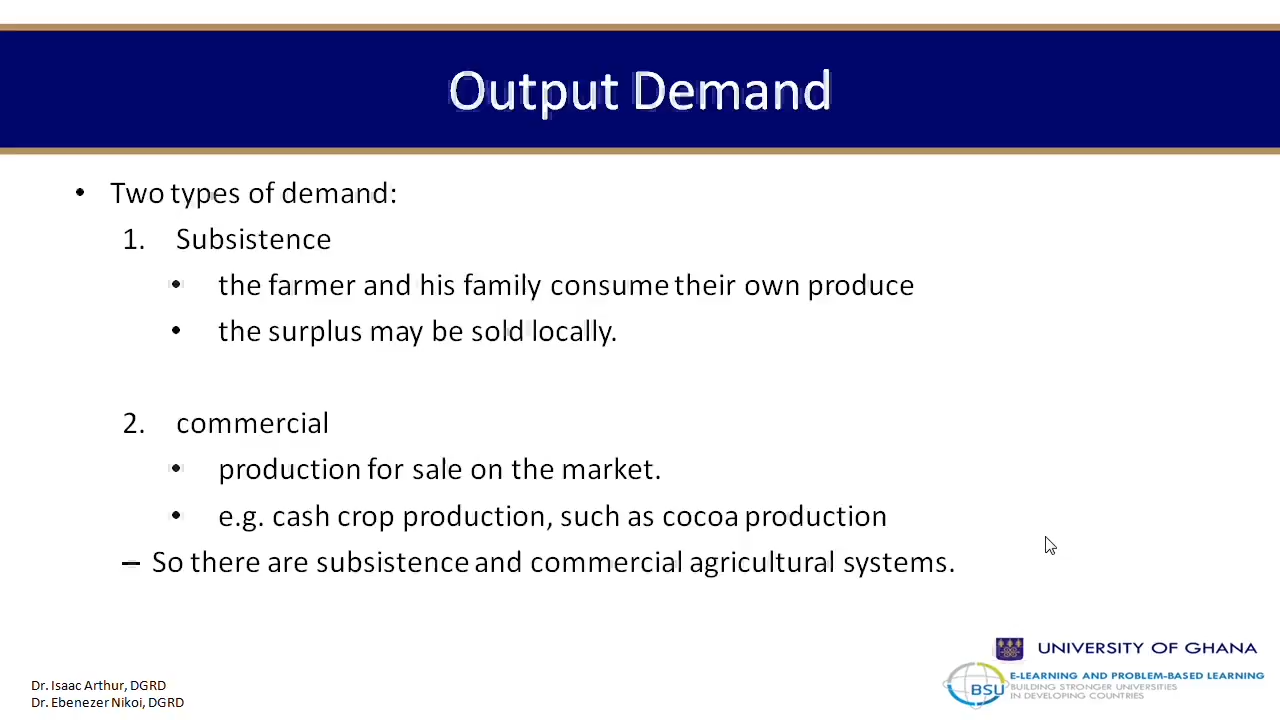 Output Demand
• Two types of demand:
1. Subsistence
• the farmer and his family consume their own produce
• the surplus may be sold locally.
2. commercial
• production for sale on the market.
• e.g. cash crop production, such as cocoa production
– So there are subsistence and commercial agricultural systems.
UNIVERSITY OF GHANA
BSU
E-LEARNING AND PROBLEM-BASED LEARNING
BUILDING STRONGER UNIVERSITIES
IN DEVELOPING COUNTRIES
Dr. Isaac Arthur, DGRD
Dr. Ebenezer Nikoi, DGRD